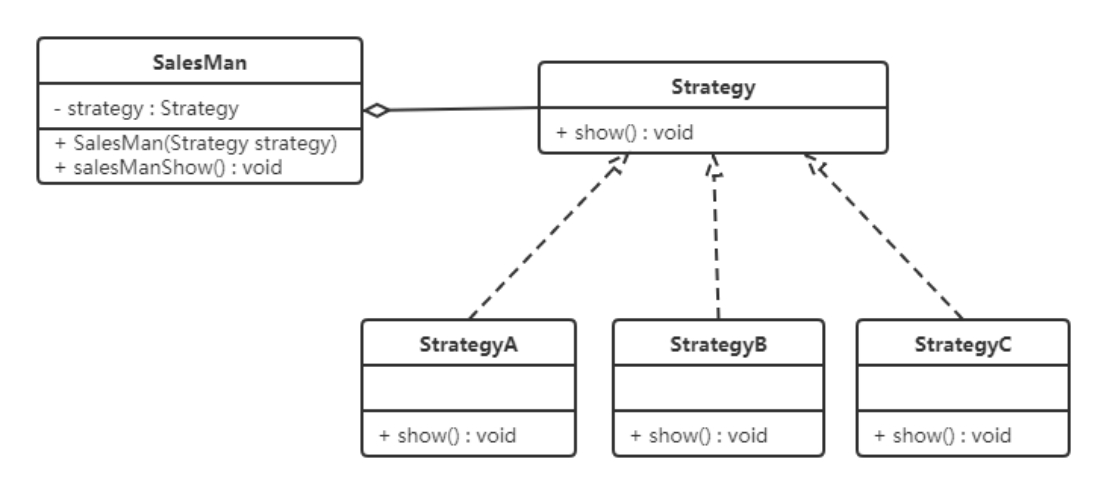 SalesMan
- strategy : Strategy
+ SalesMan(Strategy strategy)
+ salesManShow() : void
Strategy
+ show() : void
StrategyA
+ show() : void
StrategyB
+ show() : void
StrategyC
+ show() : void